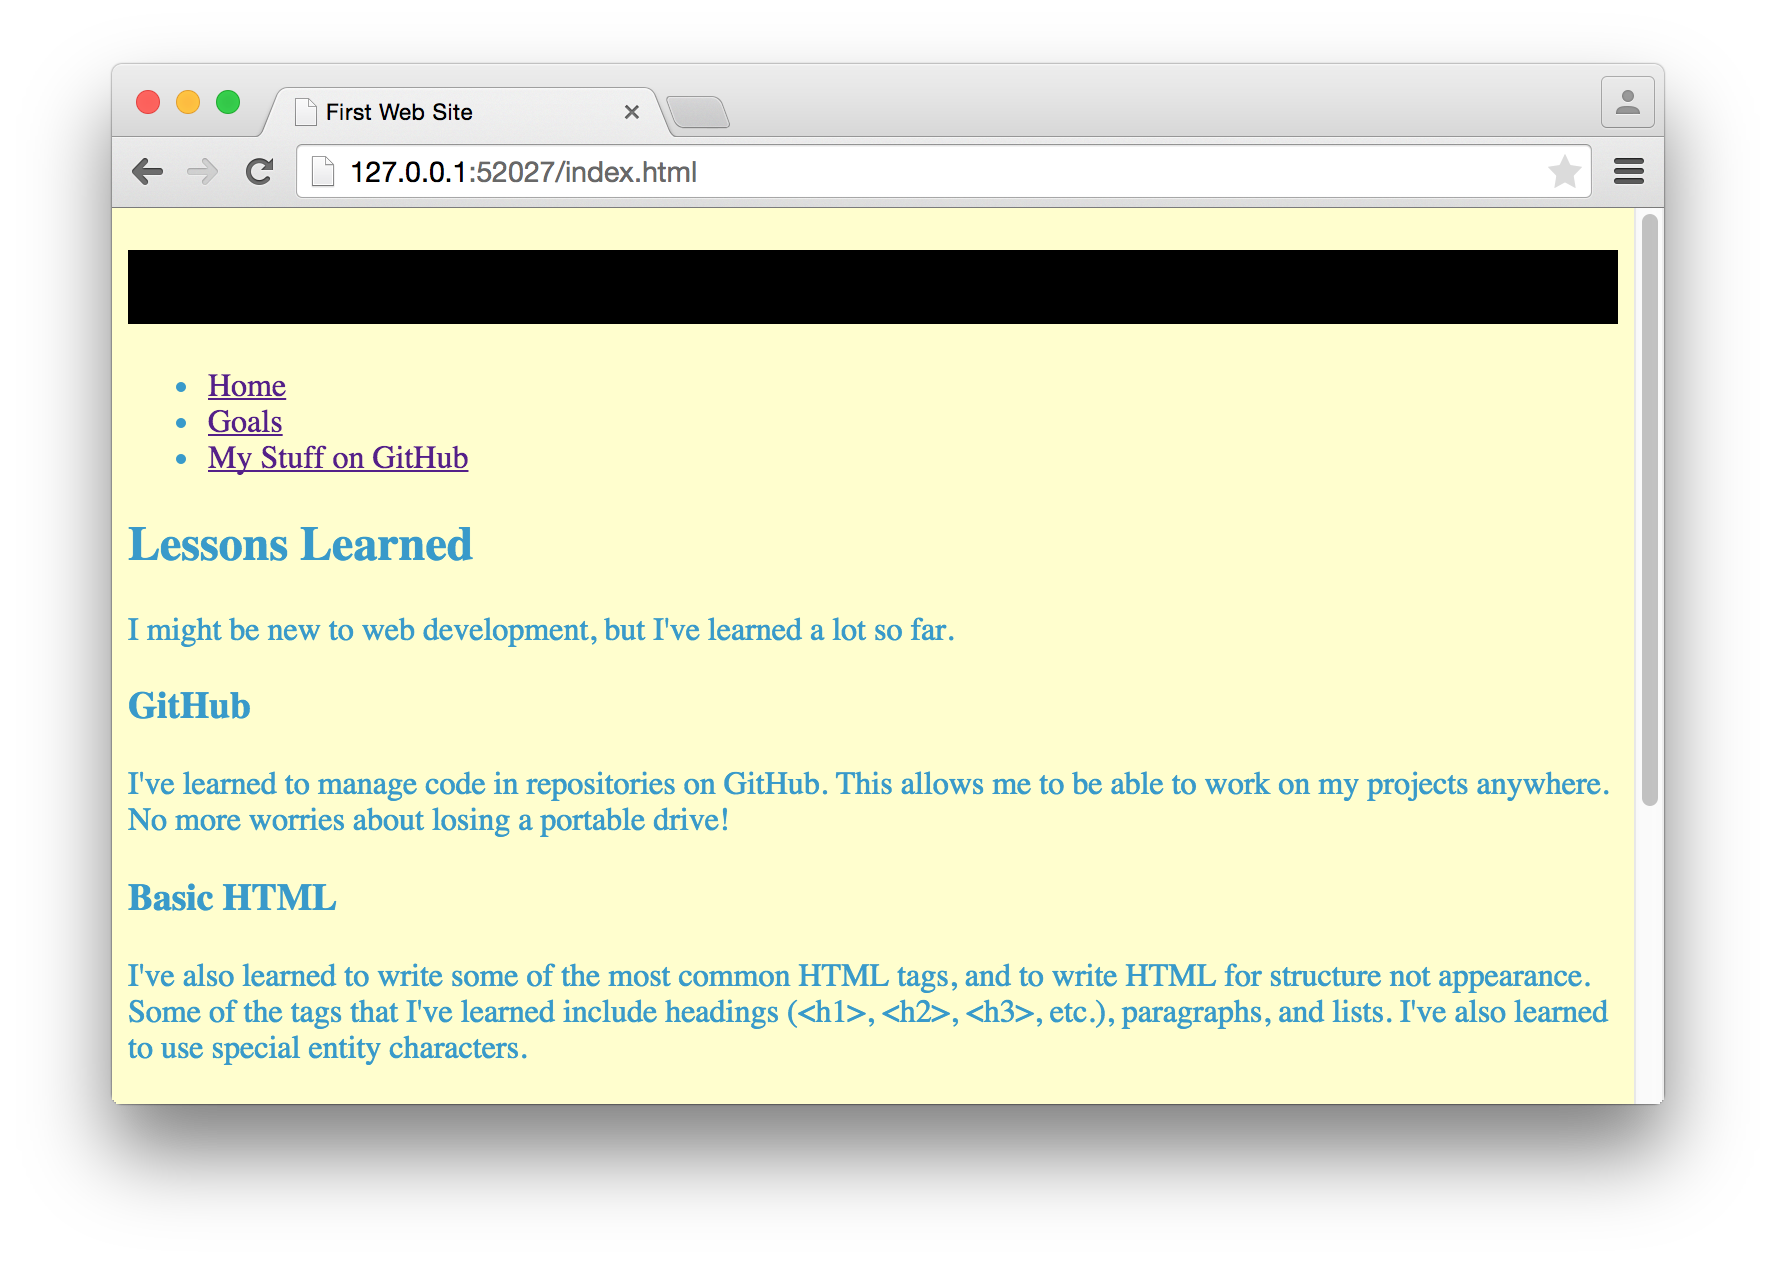 First Web Site
127.0.0.1:52027/index.html
Home
Goals
My Stuff on GitHub
Lessons Learned
I might be new to web development, but I've learned a lot so far.
GitHub
I've learned to manage code in repositories on GitHub. This allows me to be able to work on my projects anywhere.
No more worries about losing a portable drive!
Basic HTML
I've also learned to write some of the most common HTML tags, and to write HTML for structure not appearance.
Some of the tags that I've learned include headings (<h1>, <h2>, <h3>, etc.), paragraphs, and lists. I've also learned
to use special entity characters.